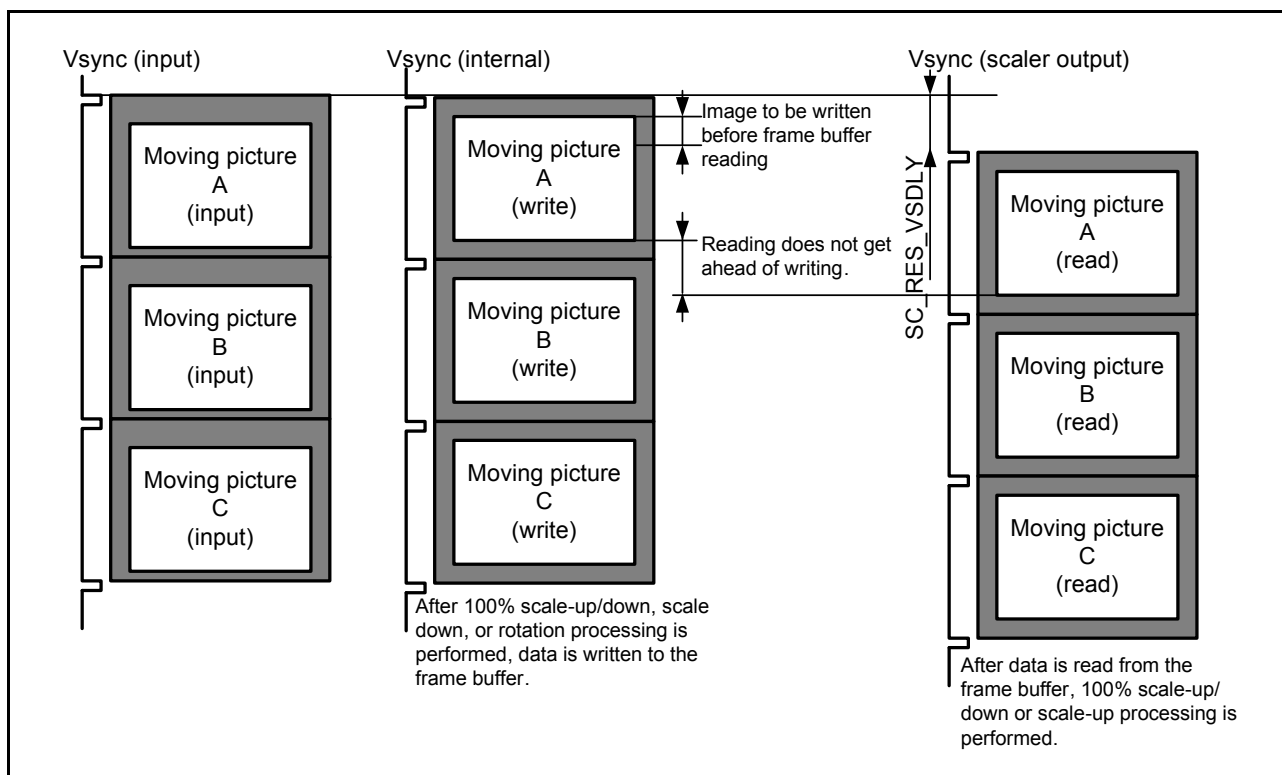 Vsync (input)
Moving picture
A
(input)
Moving picture
B
(input)
Moving picture
C
(input)
Vsync (internal)
Moving picture
A
(write)
Moving picture
B
(write)
Moving picture
C
(write)
After 100% scale-up/down, scale
down, or rotation processing is
performed, data is written to the
frame buffer.
Image to be written
before frame buffer
reading
Reading does not get
ahead of writing.
SC_RES_VSDLY
Vsync (scaler output)
Moving picture
A
(read)
Moving picture
B
(read)
Moving picture
C
(read)
After data is read from the
frame buffer, 100% scale-up/
down or scale-up processing is
performed.